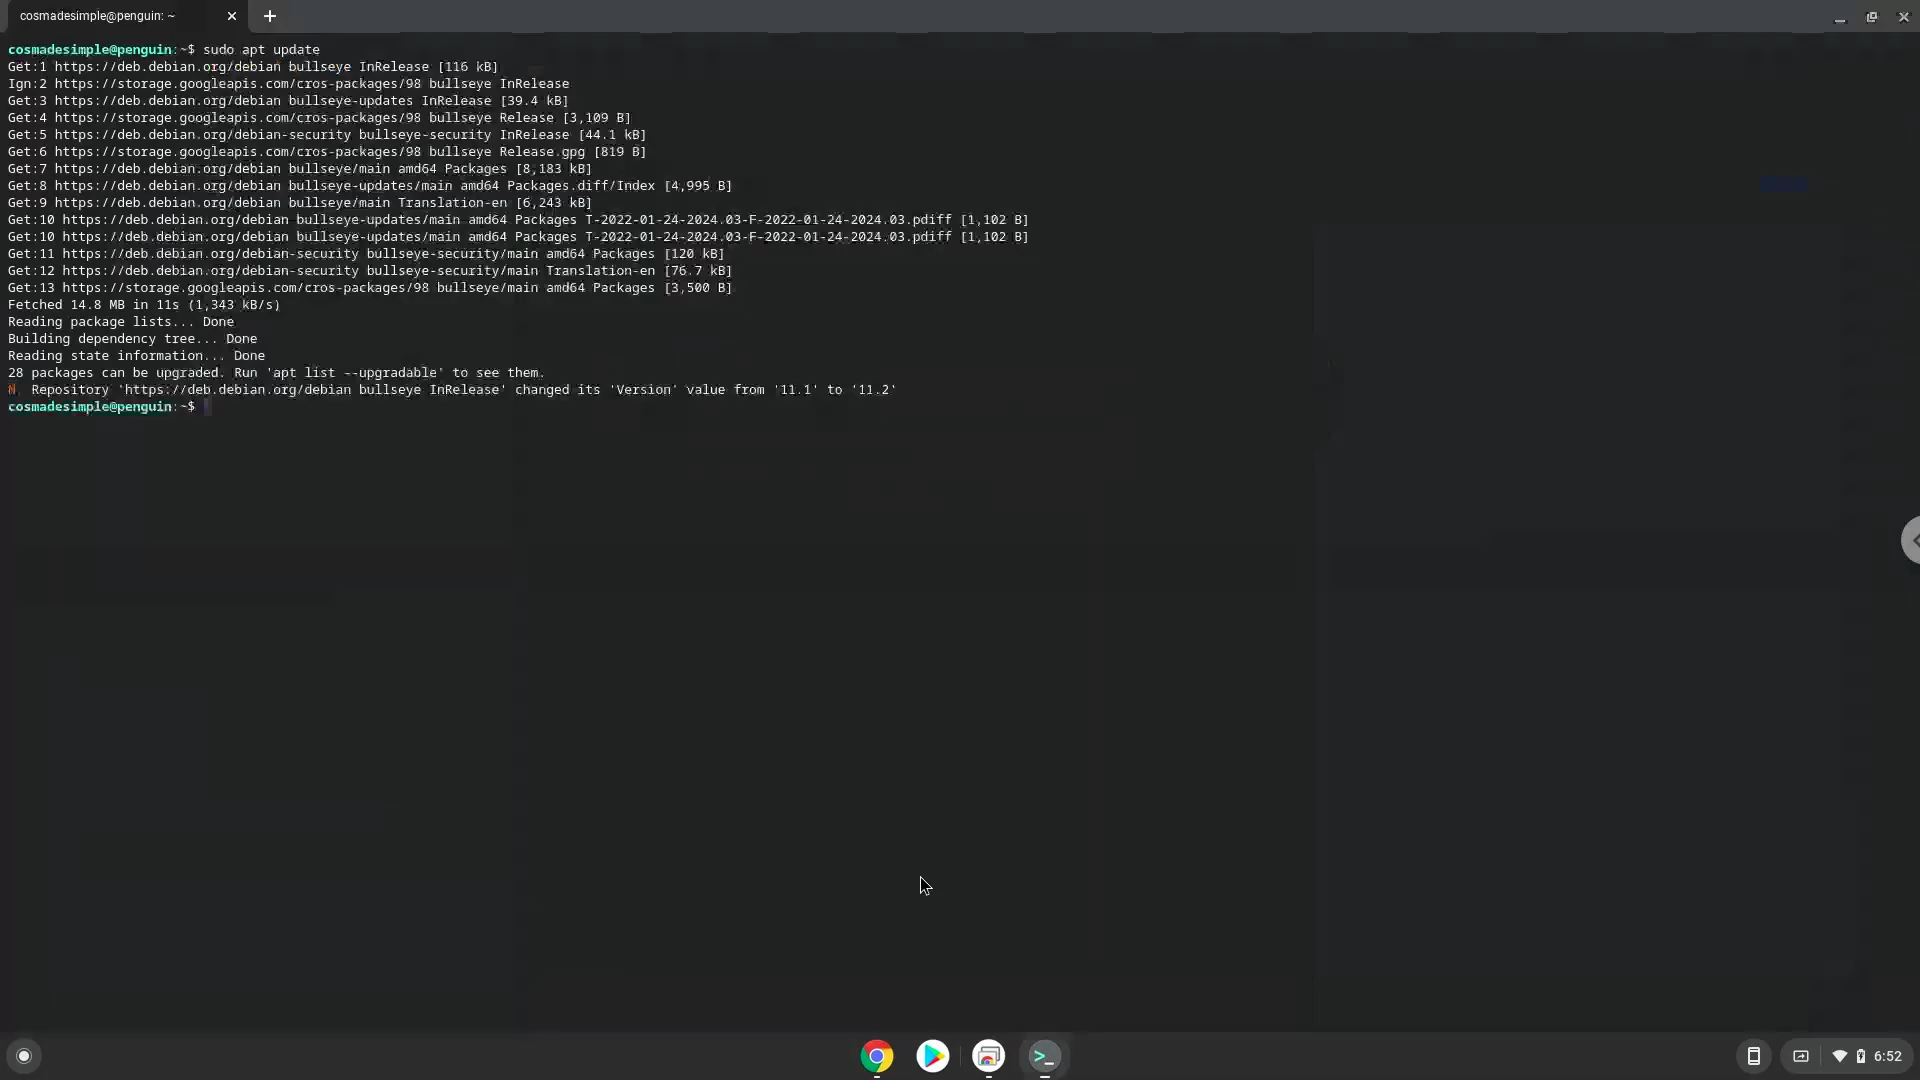 cosmadesimple@penguin: ~
cosmadesimple@penguin:~$ sudo apt update
Get:1 https://deb.debian.org/debian bullseye InRelease [116 kB]
Ign:2 https://storage.googleapis.com/cros-packages/98 bullseye InRelease
Get:3 https://deb.debian.org/debian bullseye-updates InRelease [39.4 kB]
Get:4 https://storage.googleapis.com/cros-packages/98 bullseye Release [3,109 B]
Get:5 https://deb.debian.org/debian-security bullseye-security InRelease [44.1 kB]
Get:6 https://storage.googleapis.com/cros-packages/98 bullseye Release.gpg [819 B]
Get:7 https://deb.debian.org/debian bullseye/main amd64 Packages [8,183 kB]
Get:8 https://deb.debian.org/debian bullseye-updates/main amd64 Packages.diff/Index [4,995 B]
Get:9 https://deb.debian.org/debian bullseye/main Translation-en [6,243 kB]
Get:10 https://deb.debian.org/debian bullseye-updates/main amd64 Packages T-2022-01-24-2024.03-F-2022-01-24-2024.03.pdiff [1,102 B]
Get:10 https://deb.debian.org/debian bullseye-updates/main amd64 Packages T-2022-01-24-2024.03-F-2022-01-24-2024.03.pdiff [1,102 B]
Get:11 https://deb.debian.org/debian-security bullseye-security/main amd64 Packages [120 kB]
Get:12 https://deb.debian.org/debian-security bullseye-security/main Translation-en [76.7 kB]
Get:13 https://storage.googleapis.com/cros-packages/98 bullseye/main amd64 Packages [3,500 B]
Fetched 14.8 MB in 11s (1,343 kB/s)
Reading package lists... Done
Building dependency tree... Done
Reading state information... Done
28 packages can be upgraded. Run 'apt list --upgradable' to see them.
N: Repository 'https://deb.debian.org/debian bullseye InRelease' changed its 'Version' value from '11.1' to '11.2'
cosmadesimple@penguin:~$
6:52